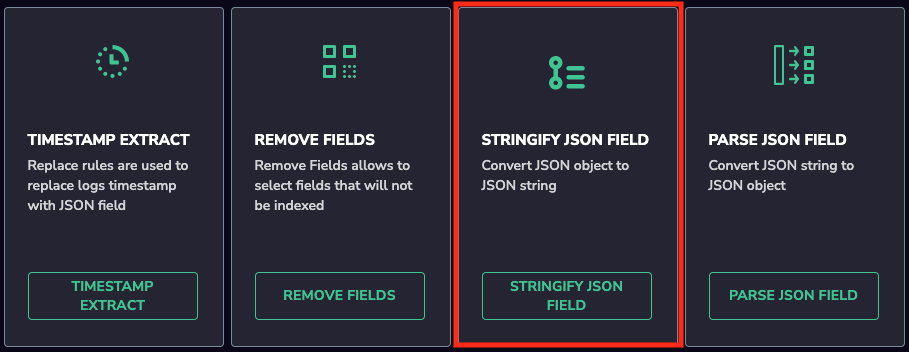 TIMESTAMP EXTRACT
Replace rules are used to
replace logs timestamp
with JSON field
TIMESTAMP
EXTRACT
REMOVE FIELDS
Remove Fields allows to
select fields that will not
be indexed
REMOVE FIELDS
STRINGIFY JSON FIELD
Convert JSON object to
JSON string
STRINGIFY JSON
FIELD
PARSE JSON FIELD
Convert JSON string to
JSON object
PARSE JSON FIELD